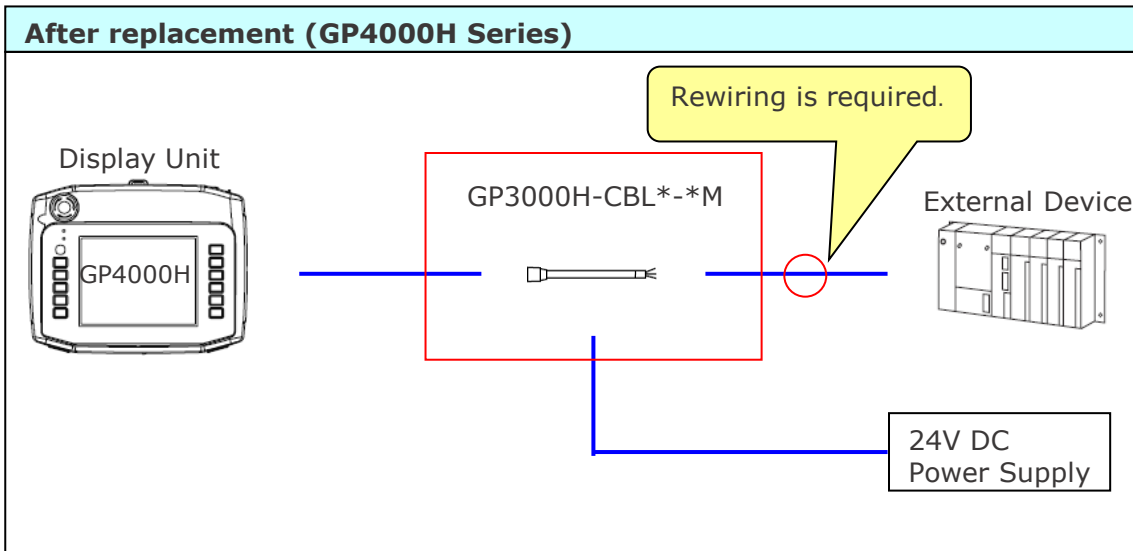 After replacement (GP4000H Series)
Rewiring is required.
Display Unit
GP3000H-CBL*-*M
External Device
GP4000H
24V DC
Power Supply